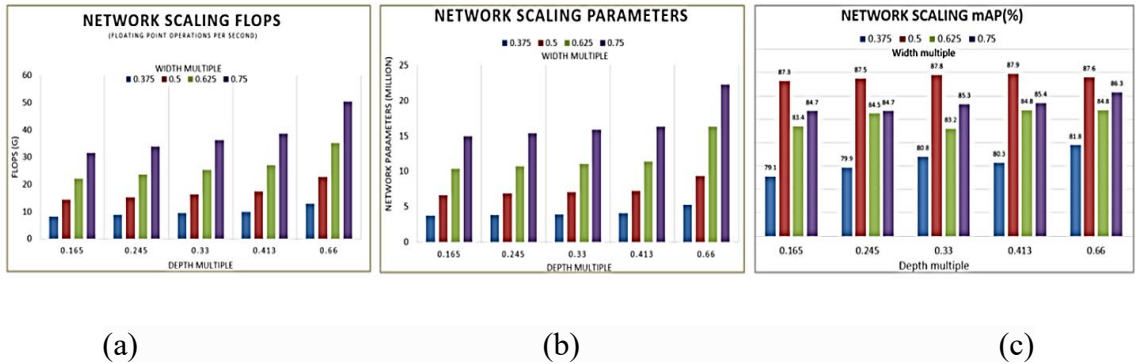 NETWORK SCALING FLOPS
(FLOATING POINT OPERATIONS PER SECOND)
WIDTH MULTIPLE
0.375 0.5 0.625 0.75
FLOPS (G)
60
50
40
30
20
10
0
0.165 0.245 0.33 0.413 0.66
DEPTH MULTIPLE
(a)
NETWORK SCALING PARAMETERS
0.375 0.5 0.625 0.75
WIDTH MULTIPLE
NETWORK PARAMETERS (MILLION)
25
20
15
10
5
0
0.165 0.245 0.33 0.413 0.66
DEPTH MULTIPLE
(b)
NETWORK SCALING mAP(%)
0.375 0.5 0.625 0.75
Width multiple
79.1 87.3 83.4 84.7
79.9 87.5 84.5 84.7
80.8 87.8 83.2 85.3
80.3 87.9 84.8 85.4
81.8 87.6 84.8 86.3
0.165 0.245 0.33 0.413 0.66
Depth multiple
(c)